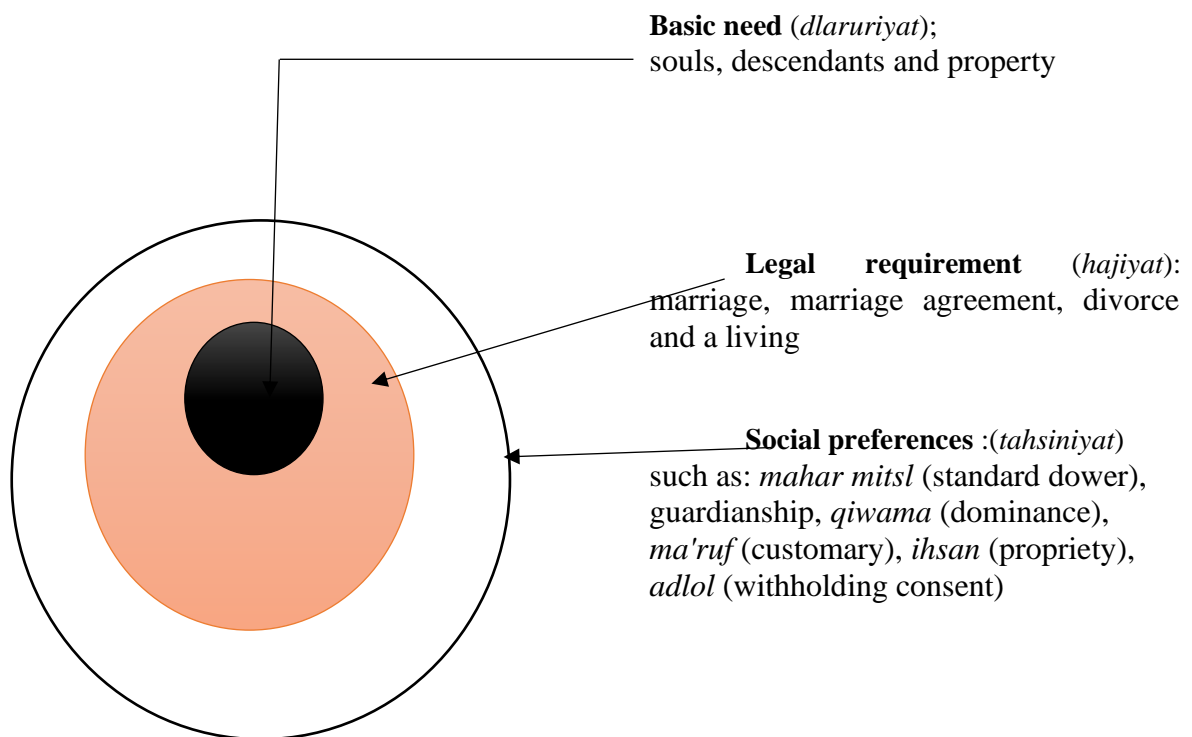 Basic need (dlaruriyat);
souls, descendants and property
Legal requirement (hajiyat):
marriage, marriage agreement, divorce
and a living
Social preferences :(tahsiniyat)
such as: mahar mitsl (standard dower),
guardianship, qiwama (dominance),
ma'ruf (customary), ihsan (propriety),
adlol (withholding consent)